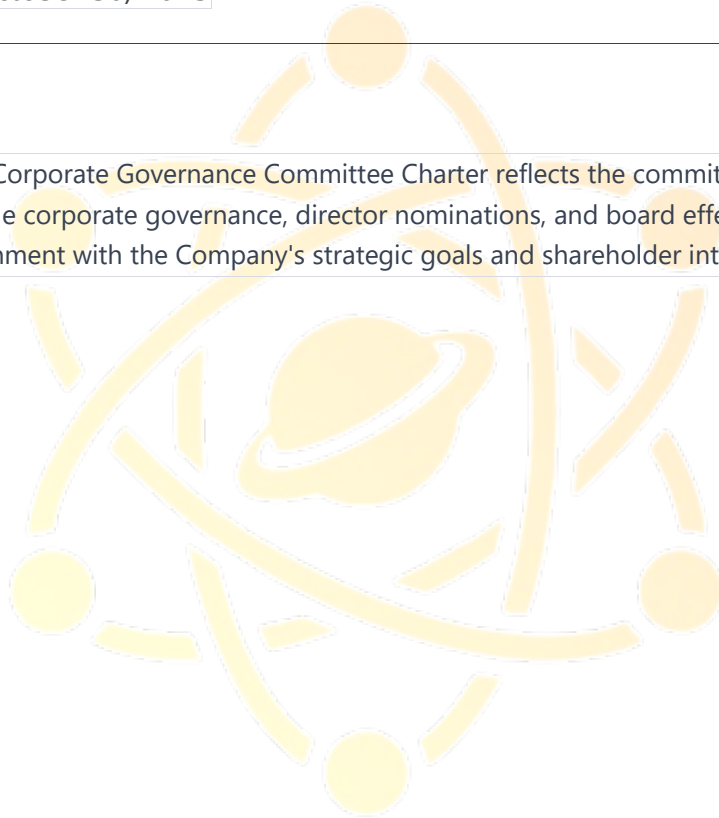 Corporate Governance Committee Charter reflects the commit
e corporate governance, director nominations, and board effe
nment with the Company's strategic goals and shareholder int